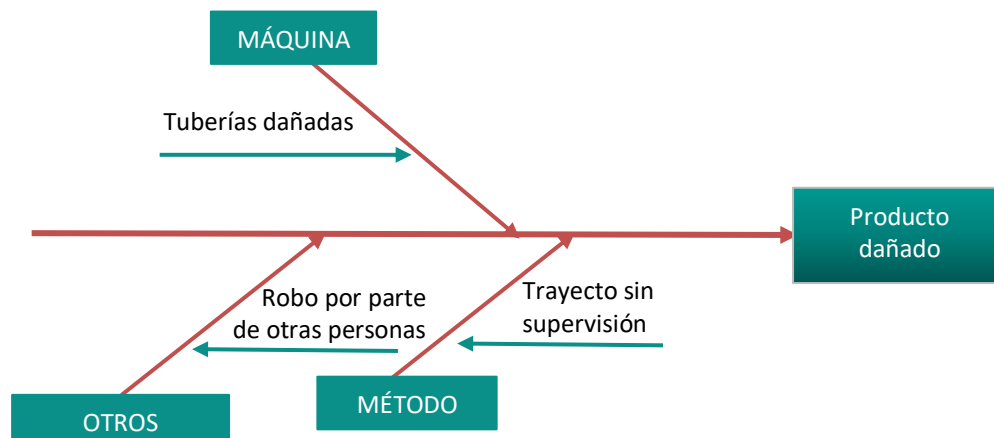 MÁQUINA
Tuberías dañadas
Producto
dañado
Robo por parte
de otras personas
Trayecto sin
supervisión
OTROS
MÉTODO